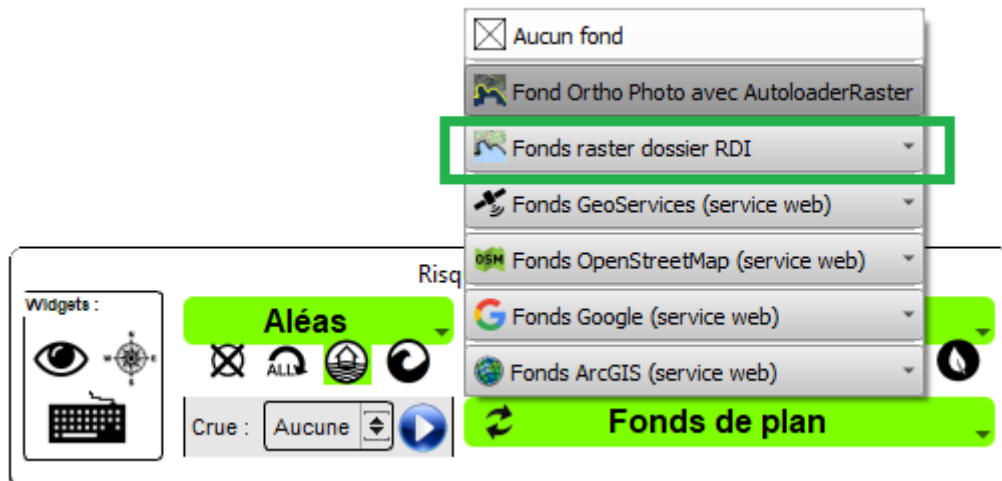 Aucun fond
Fond Ortho Photo avec AutoloaderRaster
Fonds raster dossier RDI
Fonds GeoServices (service web)
OSM Fonds OpenStreetMap (service web)
Fonds Google (service web)
Fonds ArcGIS (service web)
Risq
Widgets :
Aléas
ALL
Crue : Aucune
Fonds de plan